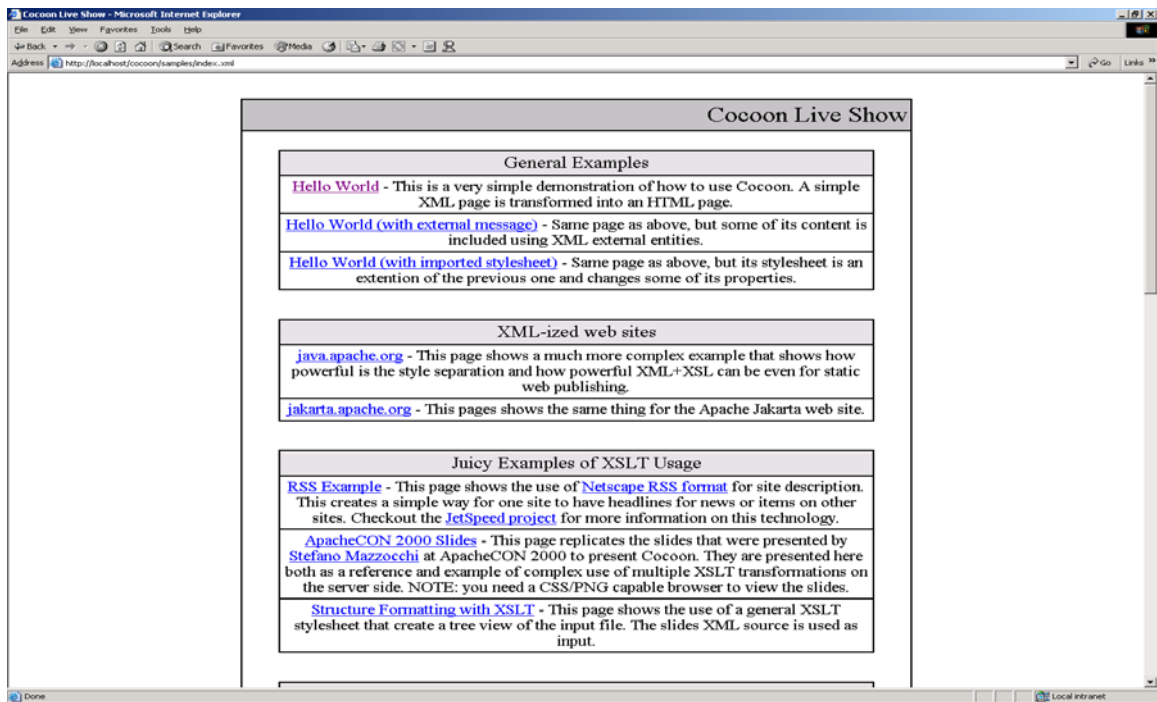 Cocoon Live Show - Microsoft Internet Explorer
File Edit View Favorites Tools Help
Back Search Favorites Media
Address http://localhost/cocoon/samples/index.xml Go Links »
Cocoon Live Show
General Examples
Hello World - This is a very simple demonstration of how to use Cocoon. A simple
XML page is transformed into an HTML page.
Hello World (with external message) - Same page as above, but some of its content is
included using XML external entities.
Hello World (with imported stylesheet) - Same page as above, but its stylesheet is an
extention of the previous one and changes some of its properties.
XML-ized web sites
java.apache.org - This page shows a much more complex example that shows how
powerful is the style separation and how powerful XML+XSL can be even for static
web publishing.
jakarta.apache.org - This pages shows the same thing for the Apache Jakarta web site.
Juicy Examples of XSLT Usage
RSS Example - This page shows the use of Netscape RSS format for site description.
This creates a simple way for one site to have headlines for news or items on other
sites. Checkout the JetSpeed project for more information on this technology.
ApacheCON 2000 Slides - This page replicates the slides that were presented by
Stefano Mazzocchi at ApacheCON 2000 to present Cocoon. They are presented here
both as a reference and example of complex use of multiple XSLT transformations on
the server side. NOTE: you need a CSS/PNG capable browser to view the slides.
Structure Formatting with XSLT - This page shows the use of a general XSLT
stylesheet that create a tree view of the input file. The slides XML source is used as
input.
Done Local intranet